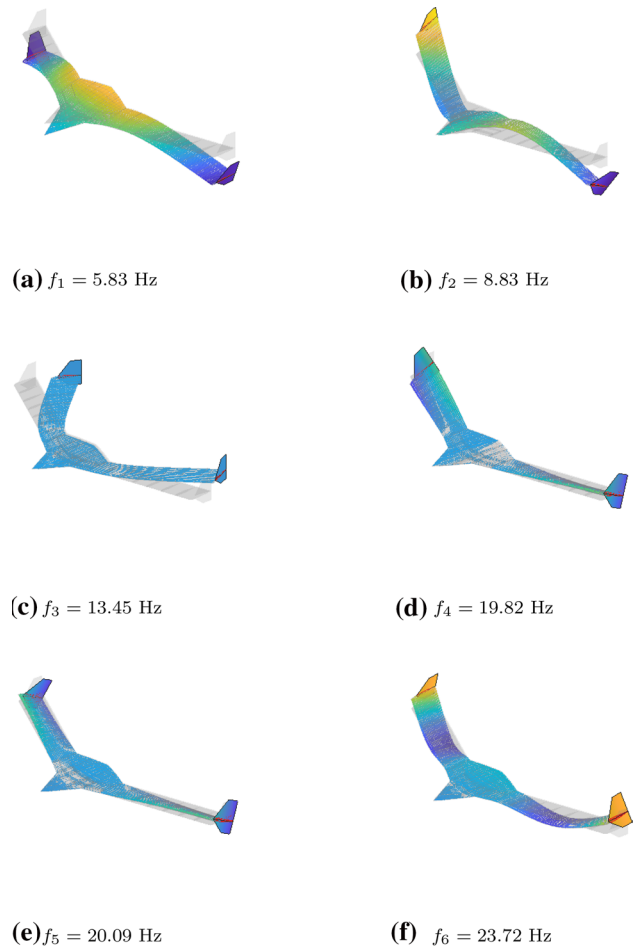 (a) f₁ = 5.83 Hz
(b) f₂ = 8.83 Hz
(c) f₃ = 13.45 Hz
(d) f₄ = 19.82 Hz
(e) f₅ = 20.09 Hz
(f) f₆ = 23.72 Hz